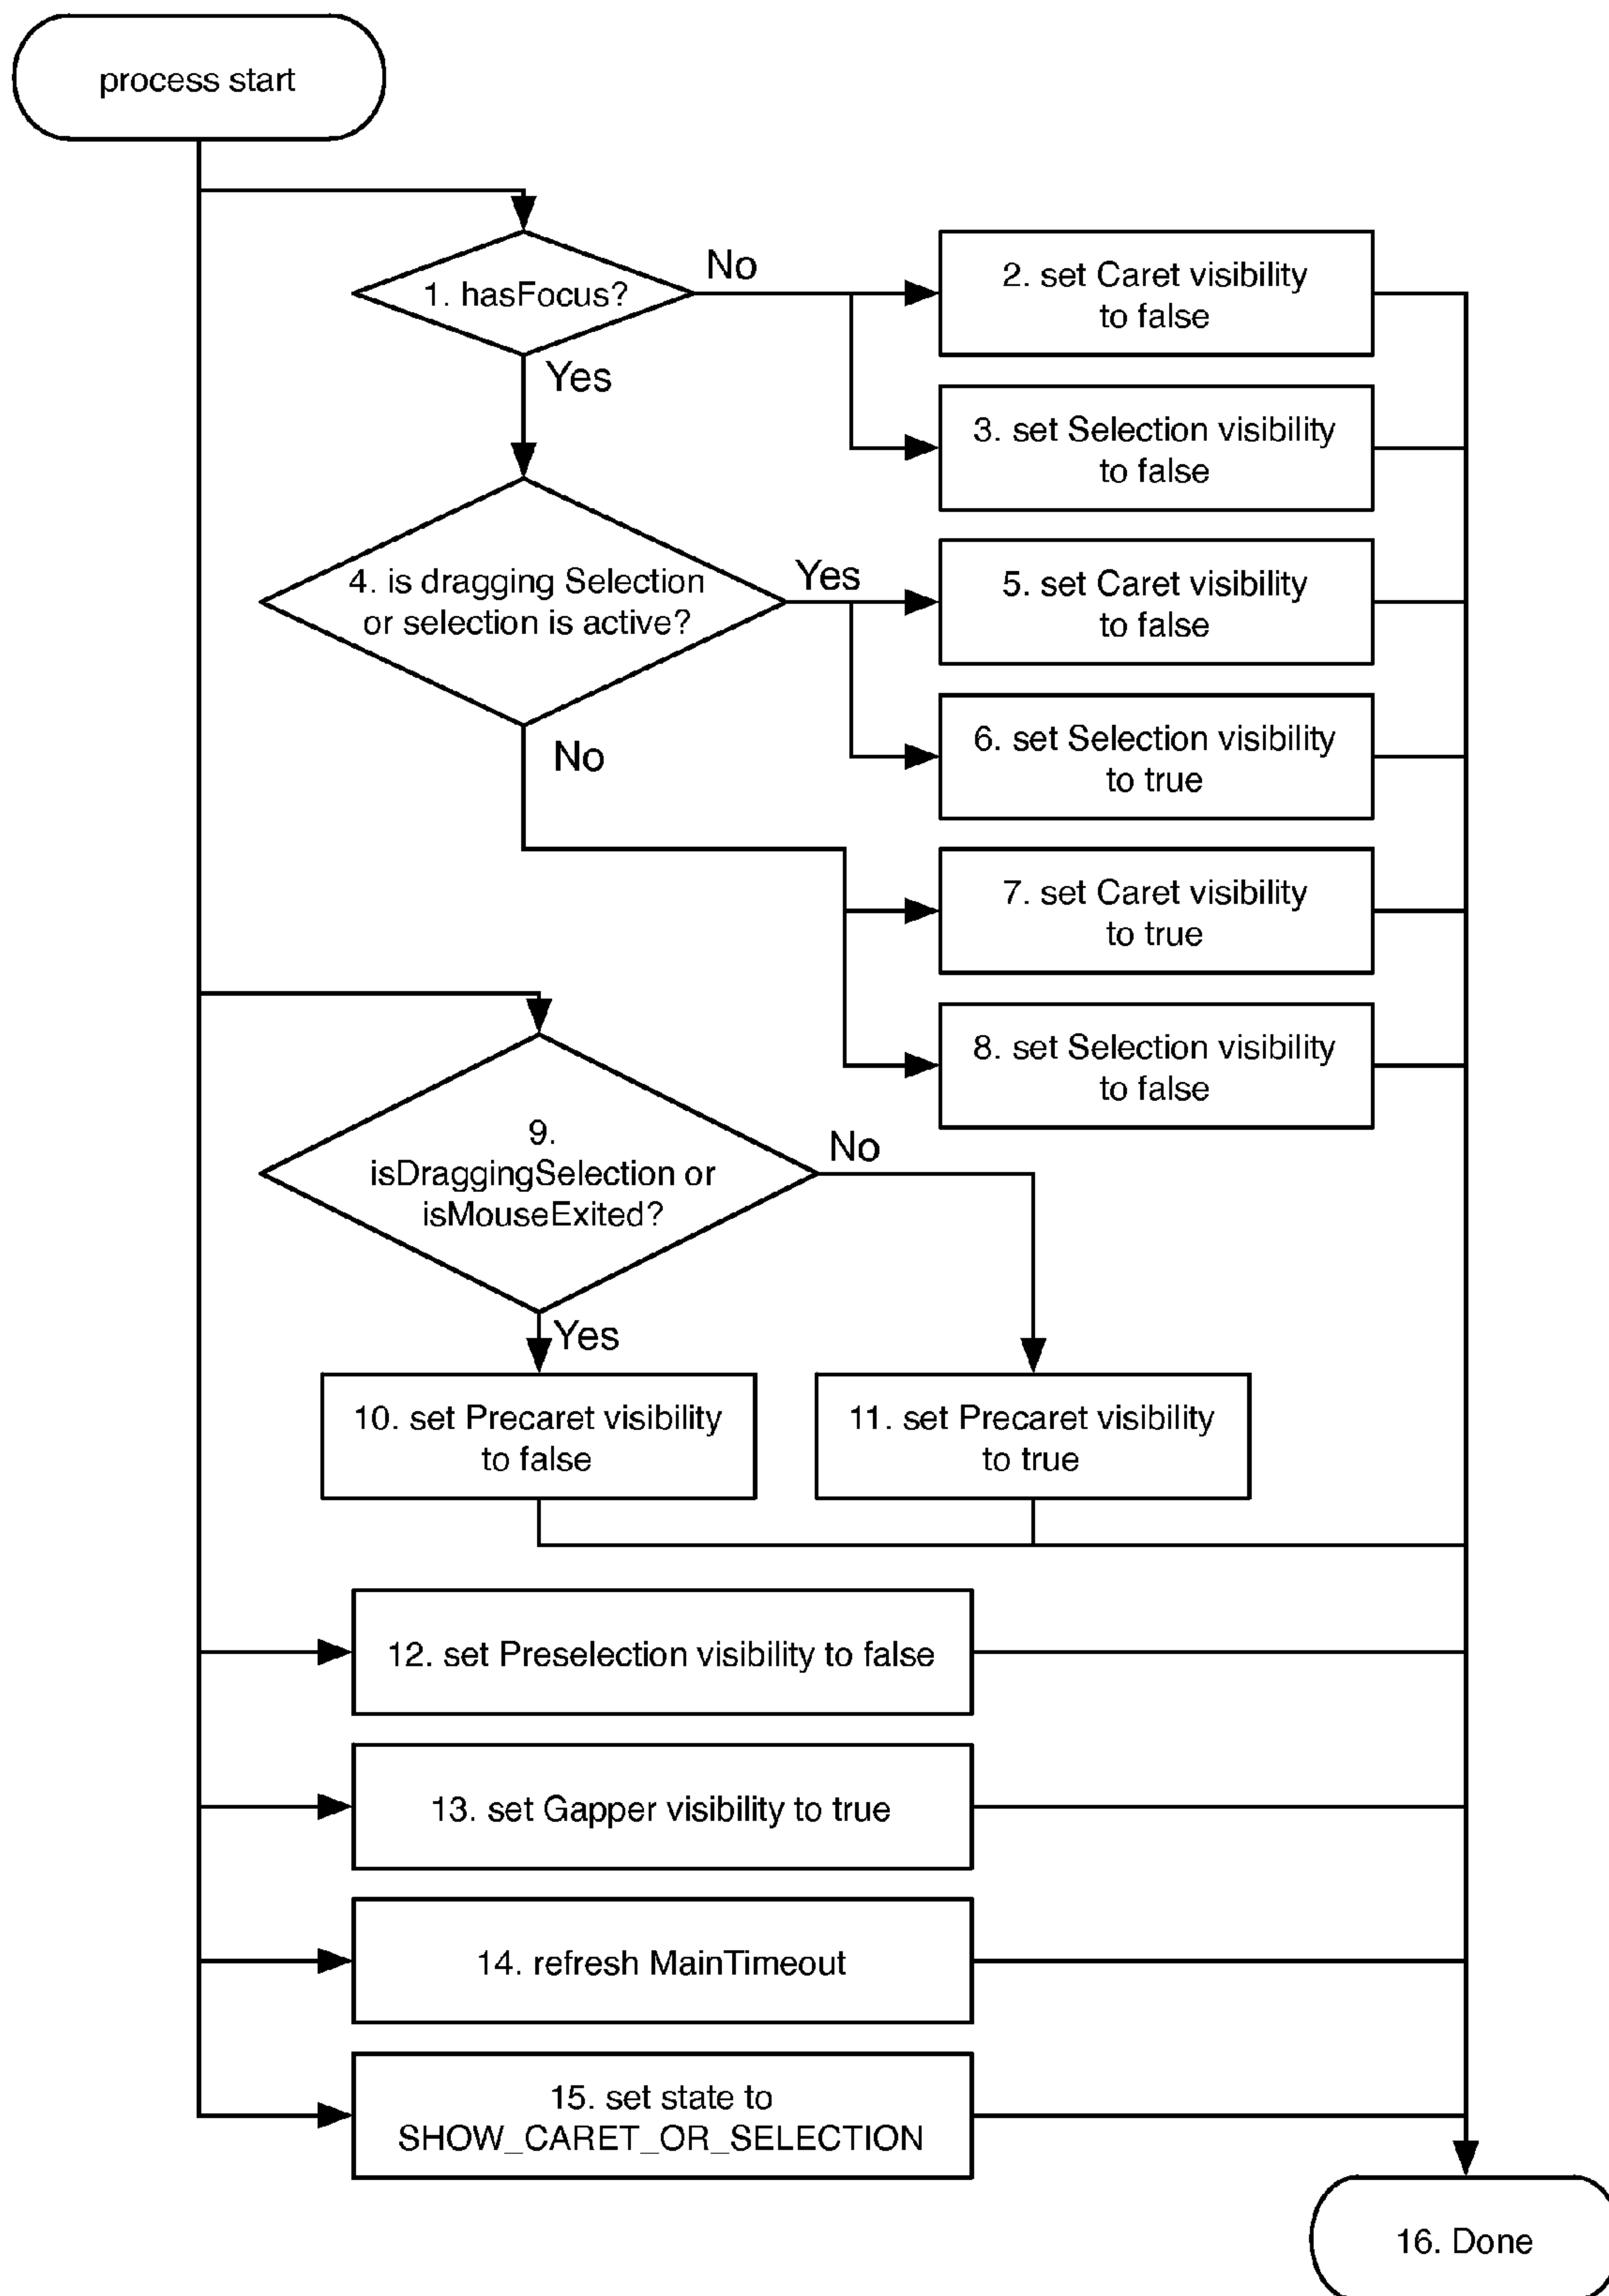 process start
1. hasFocus?
No
Yes
2. set Caret visibility
to false
3. set Selection visibility
to false
4. is dragging Selection
or selection is active?
Yes
No
5. set Caret visibility
to false
6. set Selection visibility
to true
7. set Caret visibility
to true
8. set Selection visibility
to false
9.
isDraggingSelection or
isMouseExited?
No
Yes
10. set Precaret visibility
to false
11. set Precaret visibility
to true
12. set Preselection visibility to false
13. set Gapper visibility to true
14. refresh MainTimeout
15. set state to
SHOW_CARET_OR_SELECTION
16. Done